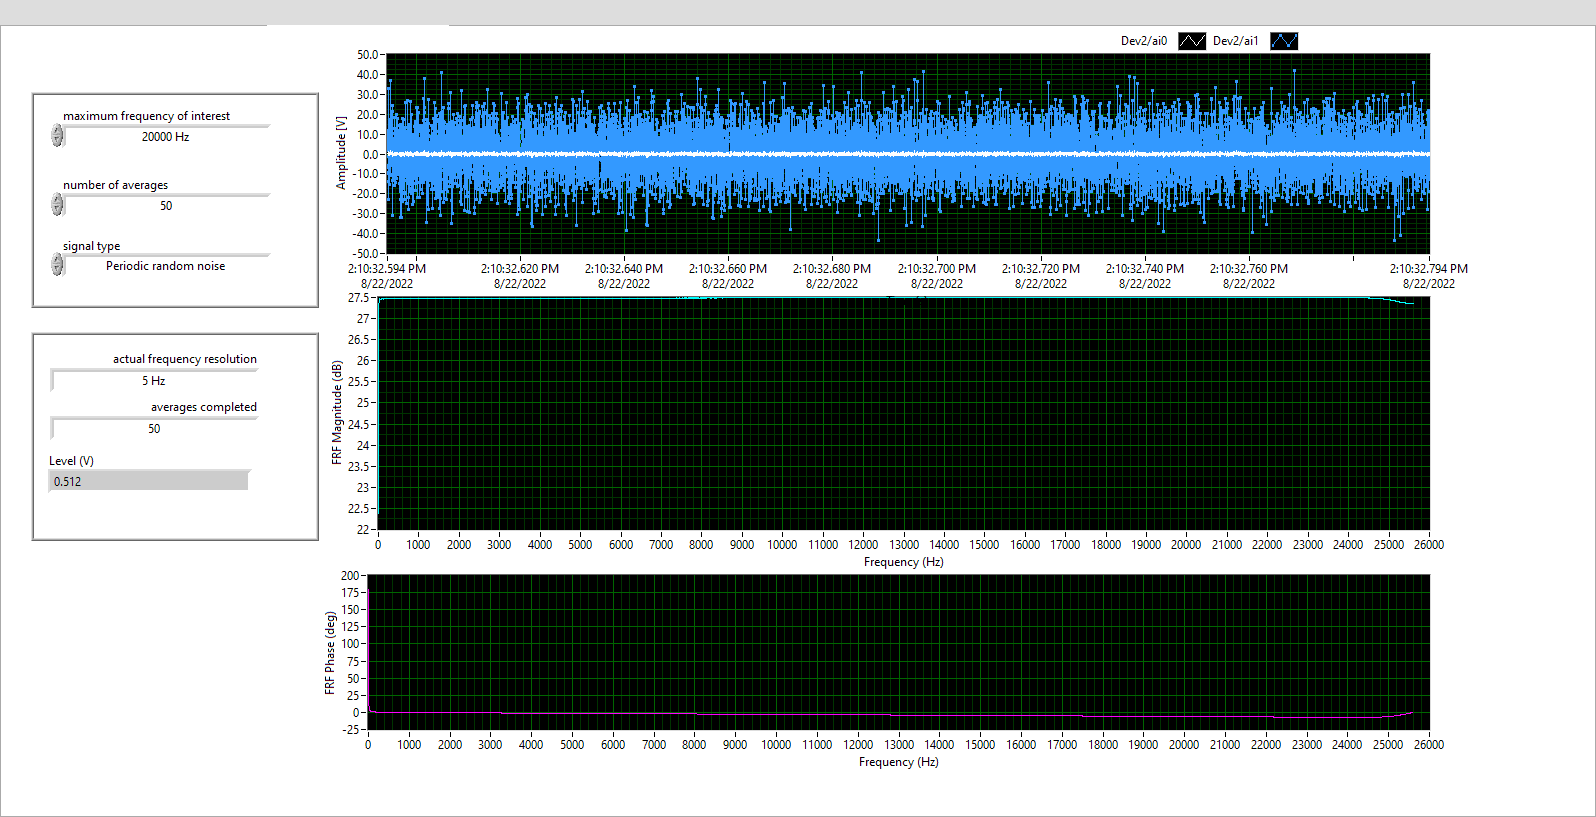 Dev2/ai0 Dev2/ai1
maximum frequency of interest
20000 Hz
number of averages
50
signal type
Periodic random noise
actual frequency resolution
5 Hz
averages completed
50
Level (V)
0.512
Amplitude [V]
50.0
40.0
30.0
20.0
10.0
0.0
-10.0
-20.0
-30.0
-40.0
-50.0
2:10:32.594 PM 2:10:32.620 PM 2:10:32.640 PM 2:10:32.660 PM 2:10:32.680 PM 2:10:32.700 PM 2:10:32.720 PM 2:10:32.740 PM 2:10:32.760 PM 2:10:32.794 PM
8/22/2022 8/22/2022 8/22/2022 8/22/2022 8/22/2022 8/22/2022 8/22/2022 8/22/2022 8/22/2022 8/22/2022
FRF Magnitude (dB)
27.5
27
26.5
26
25.5
25
24.5
24
23.5
23
22.5
22
0 1000 2000 3000 4000 5000 6000 7000 8000 9000 10000 11000 12000 13000 14000 15000 16000 17000 18000 19000 20000 21000 22000 23000 24000 25000 26000
Frequency (Hz)
FRF Phase (deg)
200
175
150
125
100
75
50
25
0
-25
0 1000 2000 3000 4000 5000 6000 7000 8000 9000 10000 11000 12000 13000 14000 15000 16000 17000 18000 19000 20000 21000 22000 23000 24000 25000 26000
Frequency (Hz)